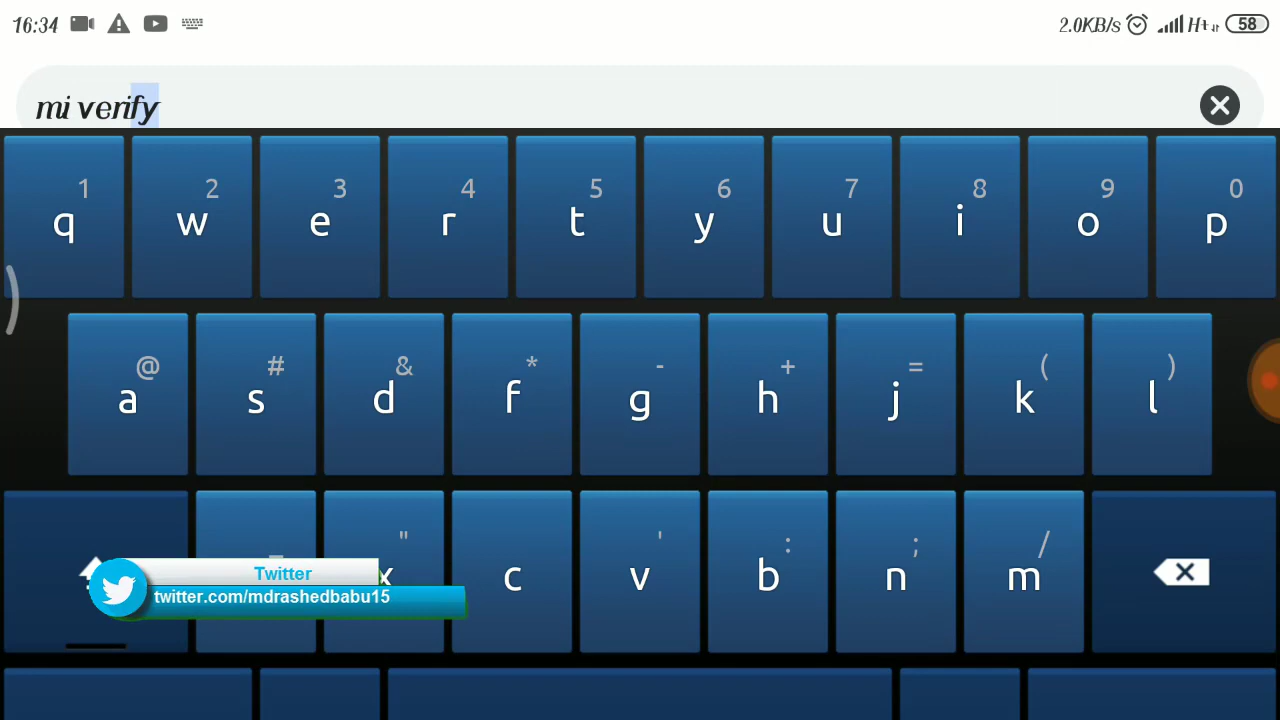 16:34 2.0KB/s H+ 58
mi verify
1 2 3 4 5 6 7 8 9 0
q w e r t y u i o p
@ # & * - + = ( )
a s d f g h j k l
" ' : ; /
x c v b n m
Twitter
twitter.com/mdrashedbabu15